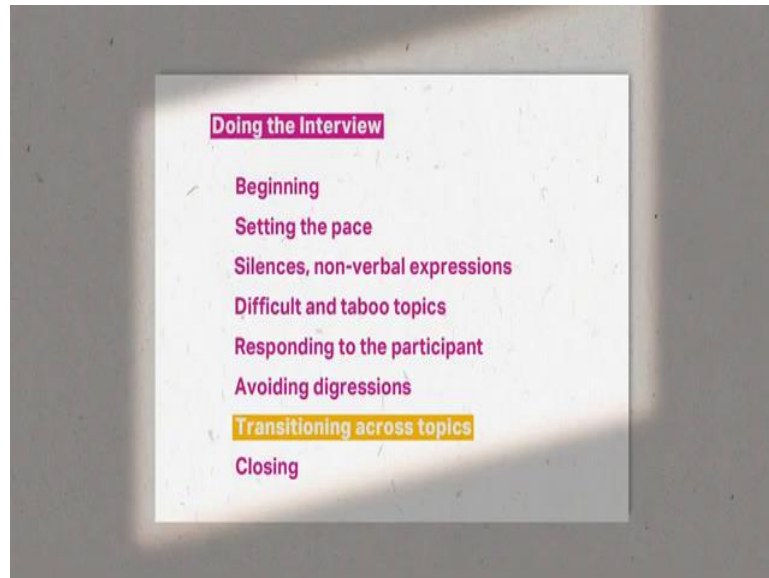 Doing the Interview
Beginning
Setting the pace
Silences, non-verbal expressions
Difficult and taboo topics
Responding to the participant
Avoiding digressions
Transitioning across topics
Closing